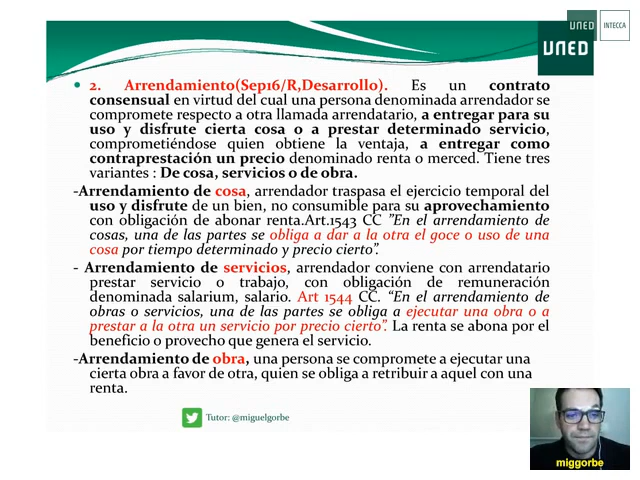 UNED
INTECCA
UNED
2. Arrendamiento(Sep16/R,Desarrollo). Es un contrato
consensual en virtud del cual una persona denominada arrendador se
compromete respecto a otra llamada arrendatario, a entregar para su
uso y disfrute cierta cosa o a prestar determinado servicio,
comprometiéndose quien obtiene la ventaja, a entregar como
contraprestación un precio denominado renta o merced. Tiene tres
variantes : De cosa, servicios o de obra.
-Arrendamiento de cosa, arrendador traspasa el ejercicio temporal del
uso y disfrute de un bien, no consumible para su aprovechamiento
con obligación de abonar renta.Art.1543 CC "En el arrendamiento de
cosas, una de las partes se obliga a dar a la otra el goce o uso de una
cosa por tiempo determinado y precio cierto".
- Arrendamiento de servicios, arrendador conviene con arrendatario
prestar servicio o trabajo, con obligación de remuneración
denominada salarium, salario. Art 1544 CC. "En el arrendamiento de
obras o servicios, una de las partes se obliga a ejecutar una obra o a
prestar a la otra un servicio por precio cierto". La renta se abona por el
beneficio o provecho que genera el servicio.
-Arrendamiento de obra, una persona se compromete a ejecutar una
cierta obra a favor de otra, quien se obliga a retribuir a aquel con una
renta.
Tutor: @miguelgorbe
miggorbe